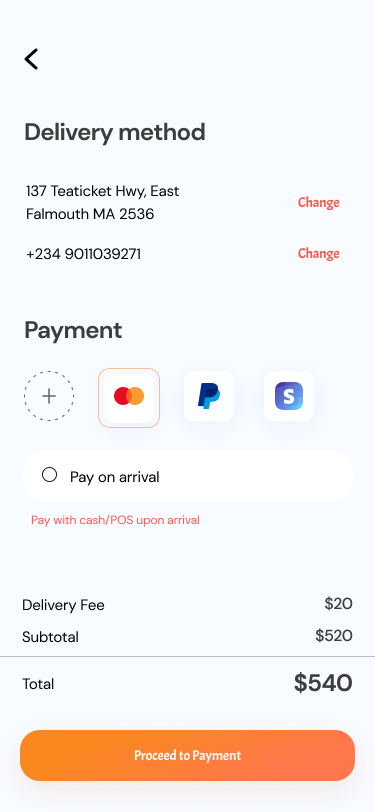 Delivery method
137 Teaticket Hwy, East
Falmouth MA 2536
Change
+234 9011039271
Change
Payment
S
Pay on arrival
Pay with cash/POS upon arrival
Delivery Fee
$20
Subtotal
$520
Total
$540
Proceed to Payment